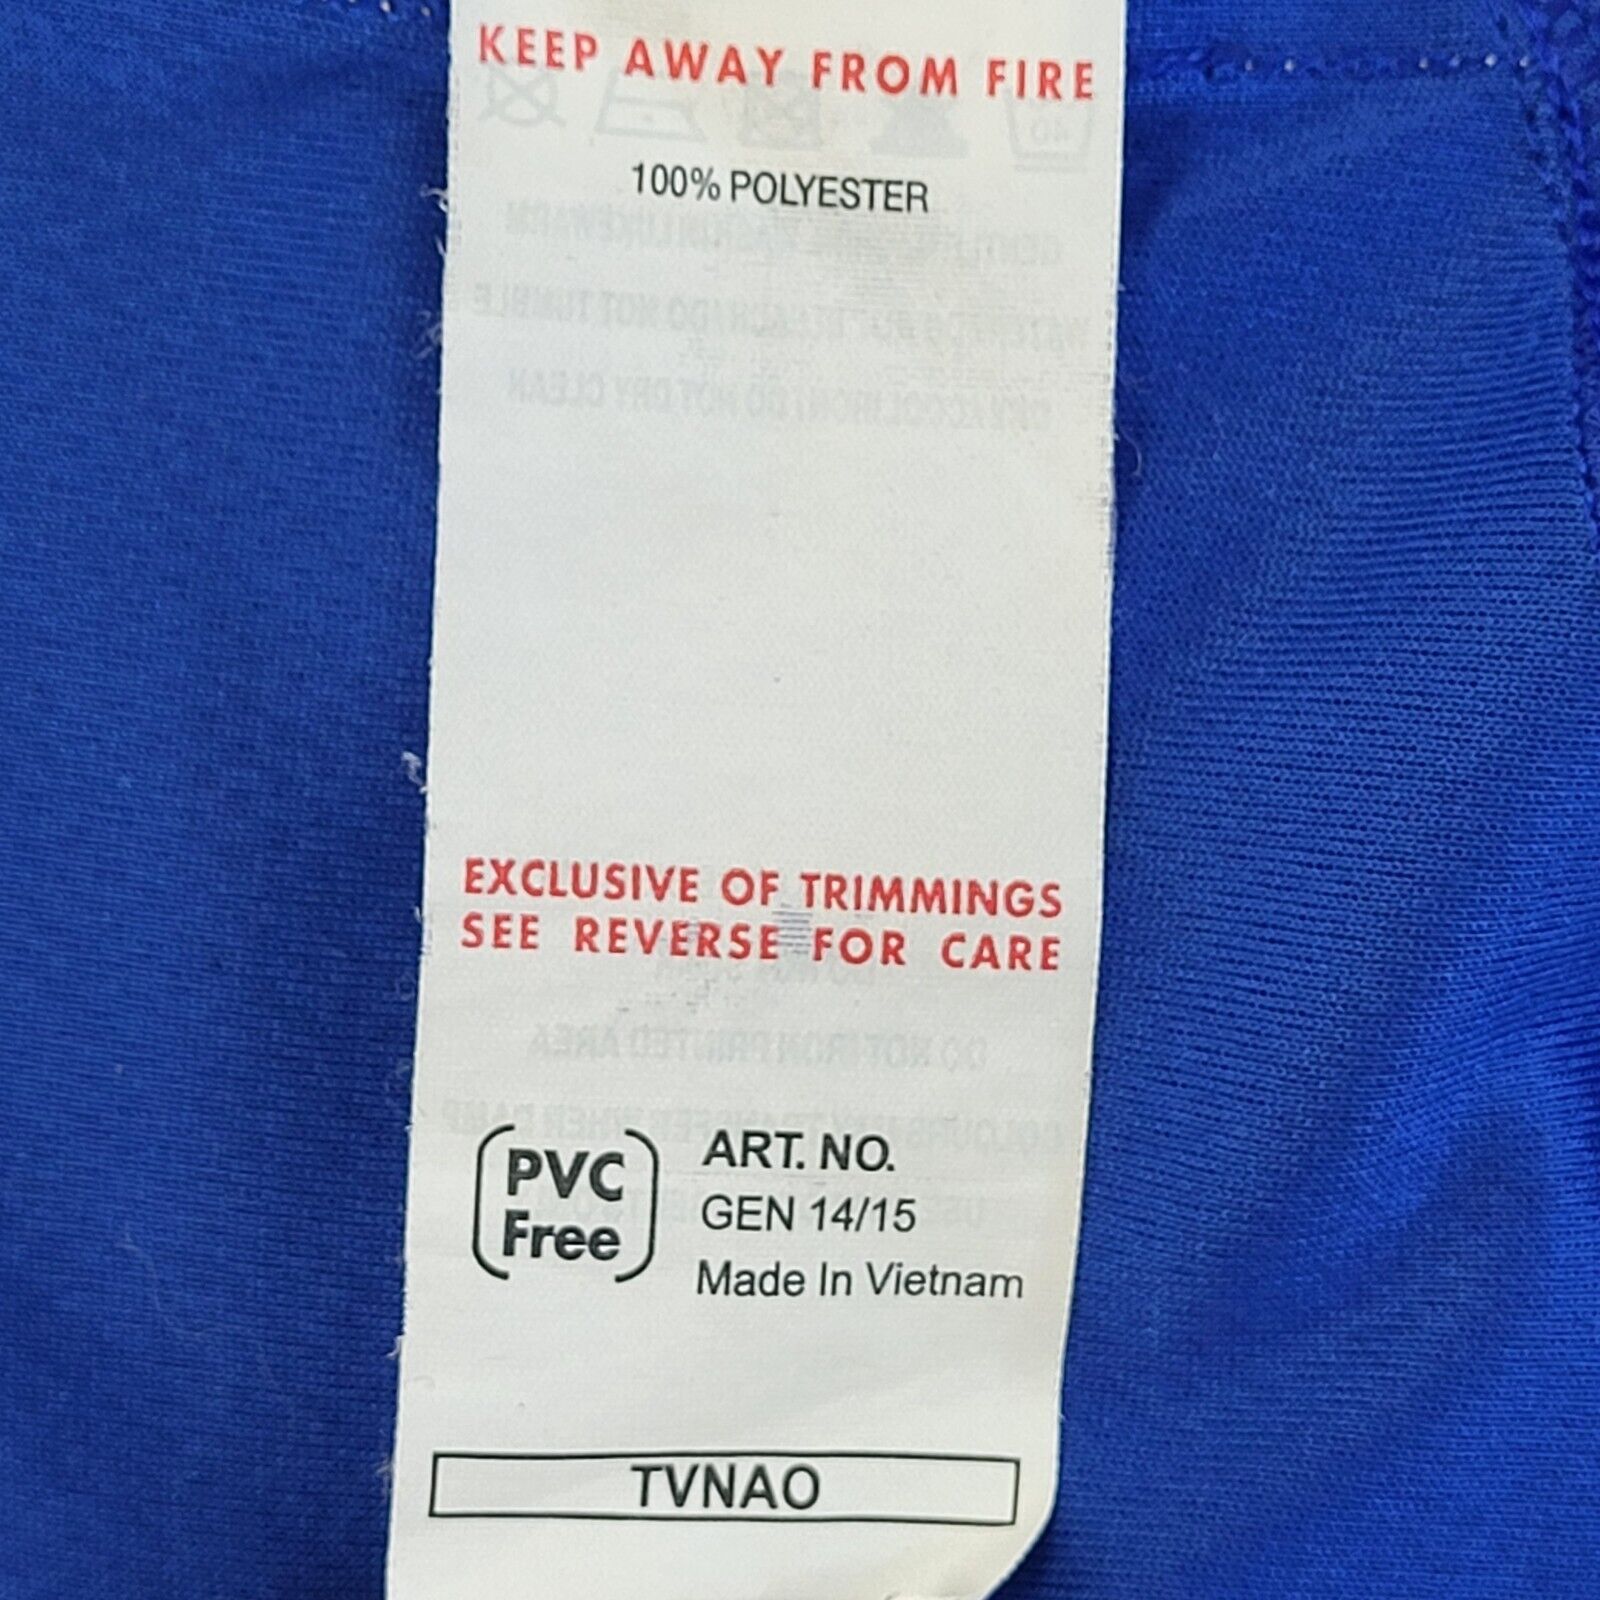 KEEP AWAY FROM FIRE
100% POLYESTER
EXCLUSIVE OF TRIMMINGS
SEE REVERSE FOR CARE
PVC
Free
ART. NO.
GEN 14/15
Made In Vietnam
TVNAO